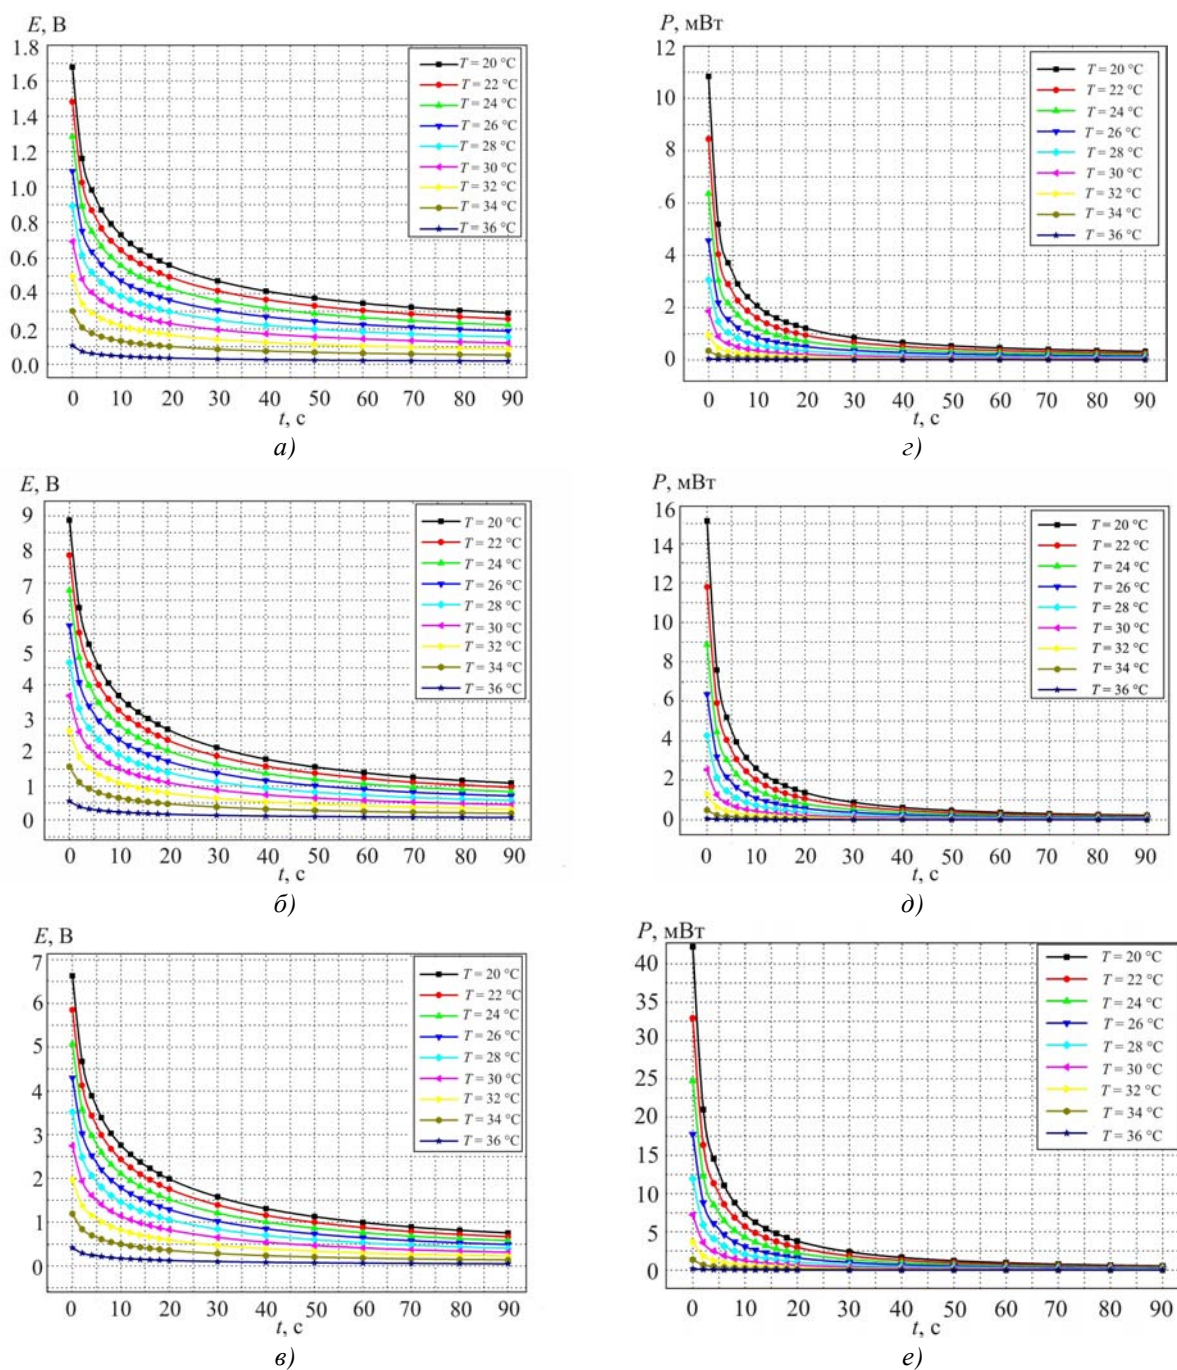 E, В
1.8
1.6
1.4
1.2
1.0
0.8
0.6
0.4
0.2
0.0
T = 20 °C
T = 22 °C
T = 24 °C
T = 26 °C
T = 28 °C
T = 30 °C
T = 32 °C
T = 34 °C
T = 36 °C
0 10 20 30 40 50 60 70 80 90
t, с
а)
P, мВт
12
10
8
6
4
2
0
T = 20 °C
T = 22 °C
T = 24 °C
T = 26 °C
T = 28 °C
T = 30 °C
T = 32 °C
T = 34 °C
T = 36 °C
0 10 20 30 40 50 60 70 80 90
t, с
г)
E, В
9
8
7
6
5
4
3
2
1
0
T = 20 °C
T = 22 °C
T = 24 °C
T = 26 °C
T = 28 °C
T = 30 °C
T = 32 °C
T = 34 °C
T = 36 °C
0 10 20 30 40 50 60 70 80 90
t, с
б)
P, мВт
16
14
12
10
8
6
4
2
0
T = 20 °C
T = 22 °C
T = 24 °C
T = 26 °C
T = 28 °C
T = 30 °C
T = 32 °C
T = 34 °C
T = 36 °C
0 10 20 30 40 50 60 70 80 90
t, с
д)
E, В
7
6
5
4
3
2
1
0
T = 20 °C
T = 22 °C
T = 24 °C
T = 26 °C
T = 28 °C
T = 30 °C
T = 32 °C
T = 34 °C
T = 36 °C
0 10 20 30 40 50 60 70 80 90
t, с
в)
P, мВт
40
35
30
25
20
15
10
5
0
T = 20 °C
T = 22 °C
T = 24 °C
T = 26 °C
T = 28 °C
T = 30 °C
T = 32 °C
T = 34 °C
T = 36 °C
0 10 20 30 40 50 60 70 80 90
t, с
е)